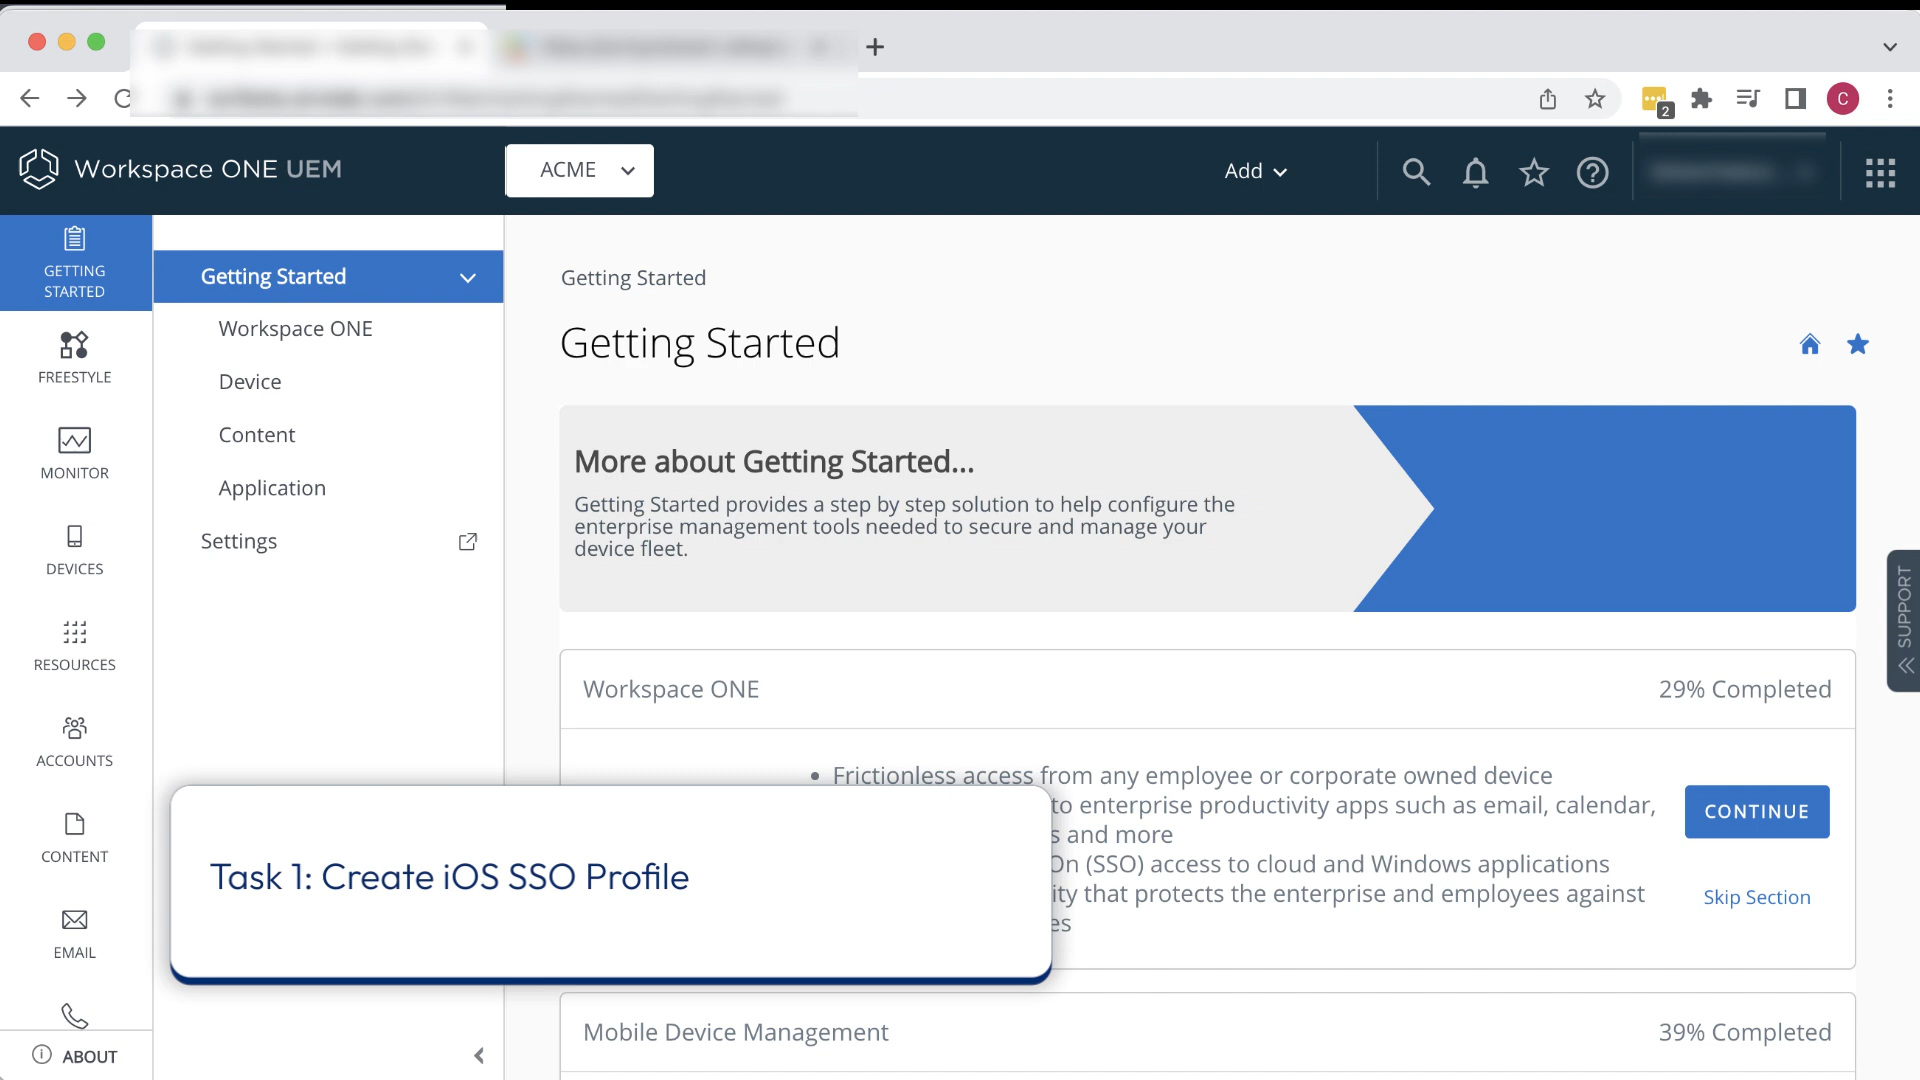 2
C
Workspace ONE UEM
ACME
Add
GETTING
STARTED
FREESTYLE
MONITOR
DEVICES
RESOURCES
ACCOUNTS
CONTENT
EMAIL
ABOUT
Getting Started
Workspace ONE
Device
Content
Application
Settings
Getting Started
Getting Started
More about Getting Started...
Getting Started provides a step by step solution to help configure the
enterprise management tools needed to secure and manage your
device fleet.
SUPPORT
Workspace ONE
29% Completed
• Frictionless access from any employee or corporate owned device
to enterprise productivity apps such as email, calendar,
s and more
On (SSO) access to cloud and Windows applications
ity that protects the enterprise and employees against
es
CONTINUE
Skip Section
Task 1: Create iOS SSO Profile
Mobile Device Management
39% Completed